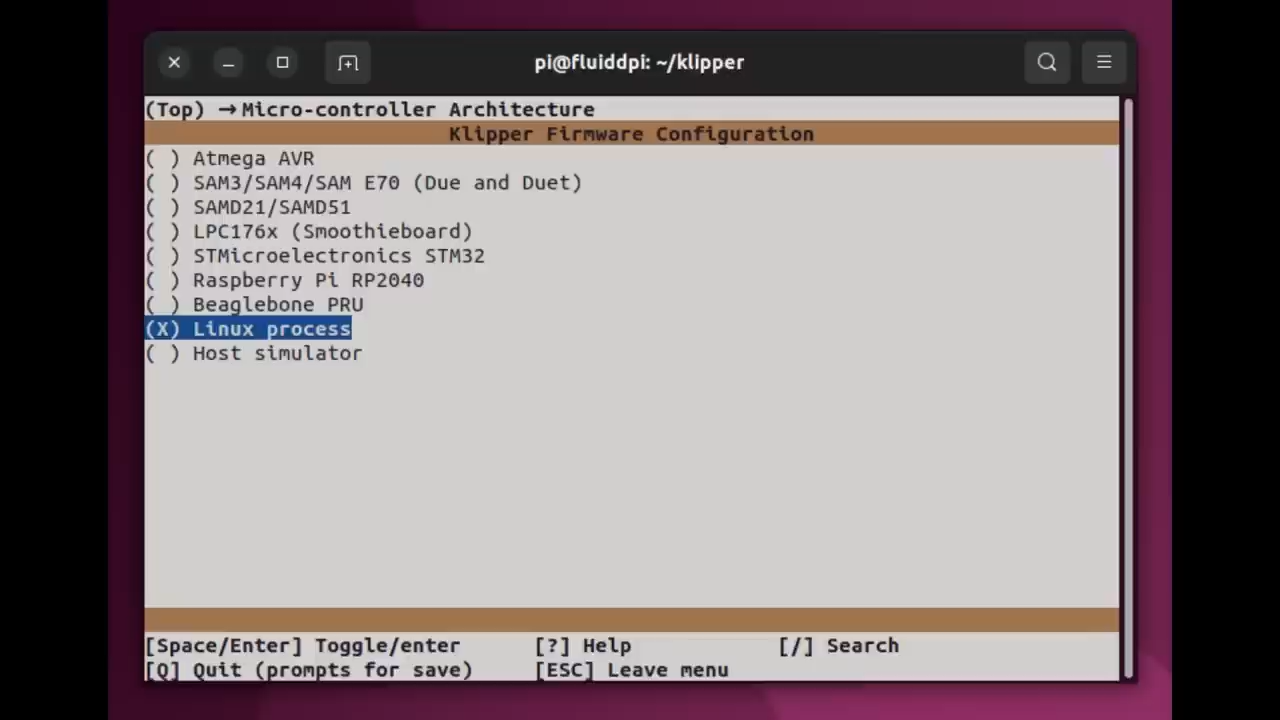 pi@fluiddpi: ~/klipper
(Top) →Micro-controller Architecture
Klipper Firmware Configuration
( ) Atmega AVR
( ) SAM3/SAM4/SAM E70 (Due and Duet)
( ) SAMD21/SAMD51
( ) LPC176x (Smoothieboard)
( ) STMicroelectronics STM32
( ) Raspberry Pi RP2040
( ) Beaglebone PRU
(X) Linux process
( ) Host simulator
[Space/Enter] Toggle/enter [?] Help [/] Search
[Q] Quit (prompts for save) [ESC] Leave menu